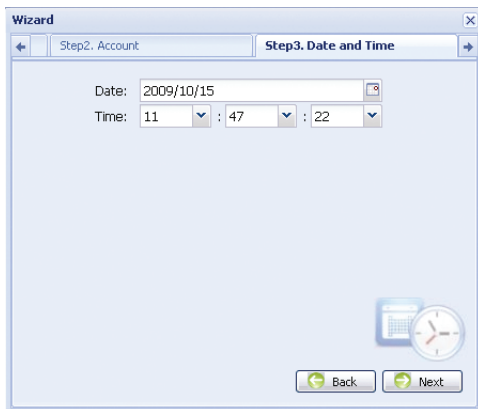 Wizard
Step2. Account Step3. Date and Time
Date: 2009/10/15
Time: 11 : 47 : 22
Back Next